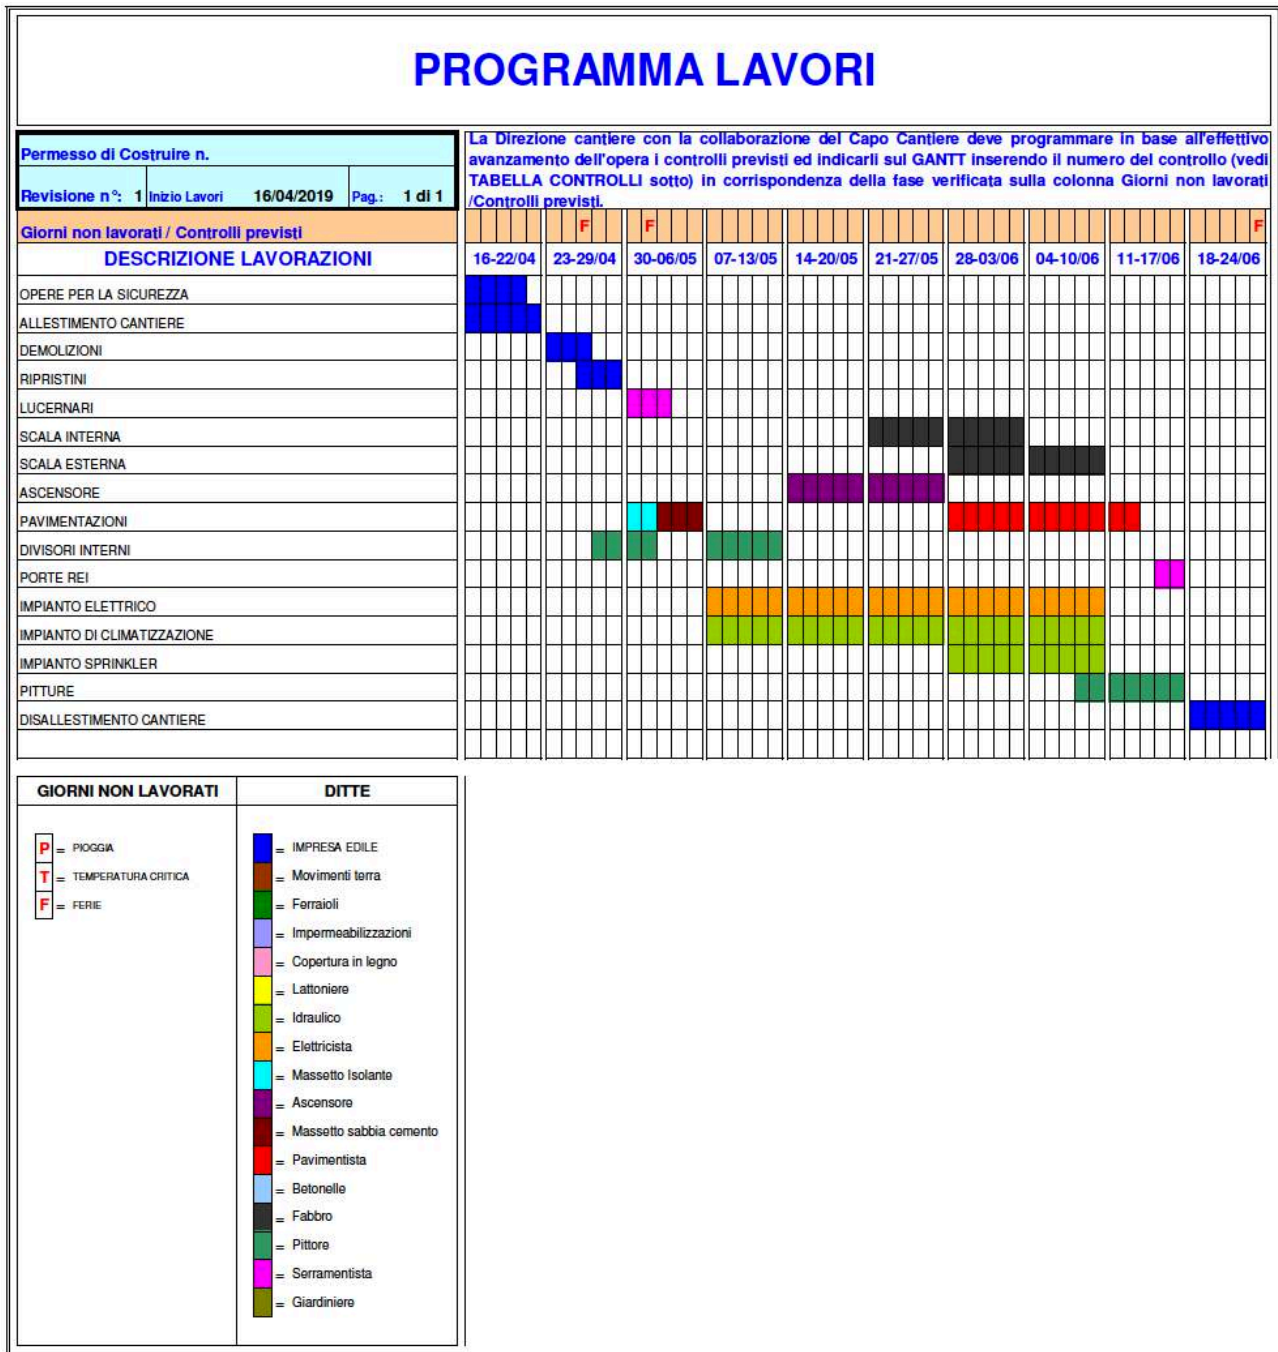 PROGRAMMA LAVORI
Permesso di Costruire n.
Revisione n°: 1 Inizio Lavori 16/04/2019 Pag.: 1 di 1
La Direzione cantiere con la collaborazione del Capo Cantiere deve programmare in base all'effettivo
avanzamento dell'opera i controlli previsti ed indicarli sul GANTT inserendo il numero del controllo (vedi
TABELLA CONTROLLI sotto) in corrispondenza della fase verificata sulla colonna Giorni non lavorati
/Controlli previsti.
Giorni non lavorati / Controlli previsti F F F
DESCRIZIONE LAVORAZIONI 16-22/04 23-29/04 30-06/05 07-13/05 14-20/05 21-27/05 28-03/06 04-10/06 11-17/06 18-24/06
OPERE PER LA SICUREZZA
ALLESTIMENTO CANTIERE
DEMOLIZIONI
RIPRISTINI
LUCERNARI
SCALA INTERNA
SCALA ESTERNA
ASCENSORE
PAVIMENTAZIONI
DIVISORI INTERNI
PORTE REI
IMPIANTO ELETTRICO
IMPIANTO DI CLIMATIZZAZIONE
IMPIANTO SPRINKLER
PITTURE
DISALLESTIMENTO CANTIERE
GIORNI NON LAVORATI
P = PIOGGIA
T = TEMPERATURA CRITICA
F = FERIE
DITTE
= IMPRESA EDILE
= Movimenti terra
= Ferraioli
= Impermeabilizzazioni
= Copertura in legno
= Lattoniere
= Idraulico
= Elettricista
= Massetto Isolante
= Ascensore
= Massetto sabbia cemento
= Pavimentista
= Betonelle
= Fabbro
= Pittore
= Serramentista
= Giardiniere